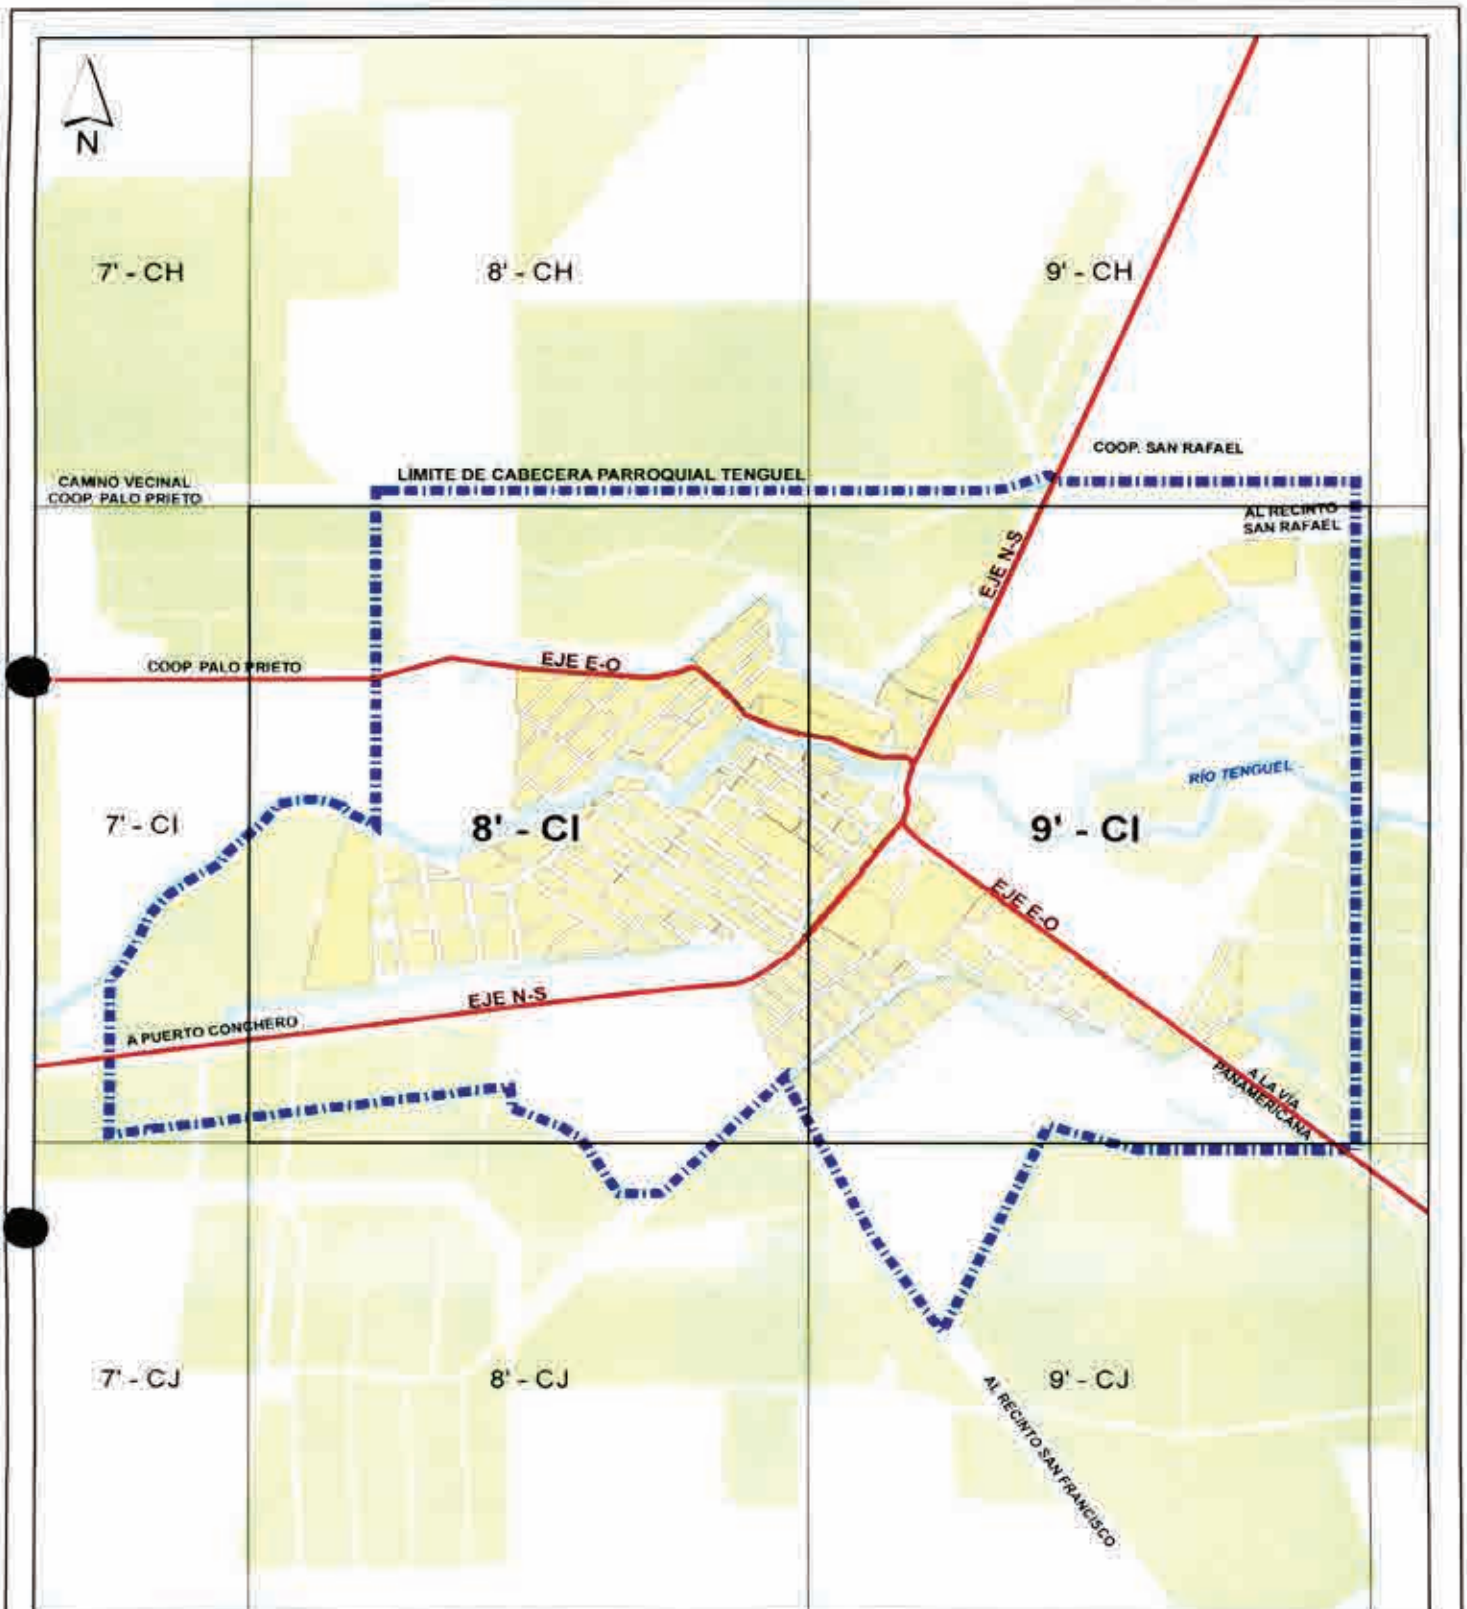 N
7' - CH
8' - CH
9' - CH
COOP. SAN RAFAEL
LIMITE DE CABECERA PARROQUIAL TENGUEL
CAMINO VECINAL
COOP. PALO PRIETO
AL RECINTO
SAN RAFAEL
EJE N-S
COOP. PALO PRIETO
EJE E-O
RÍO TENGUEL
7' - CI
8' - CI
9' - CI
EJE E-O
EJE N-S
A PUERTO CONCHERO
A LA VÍA
PANAMERICANA
7' - CJ
8' - CJ
9' - CJ
AL RECINTO SAN FRANCISCO